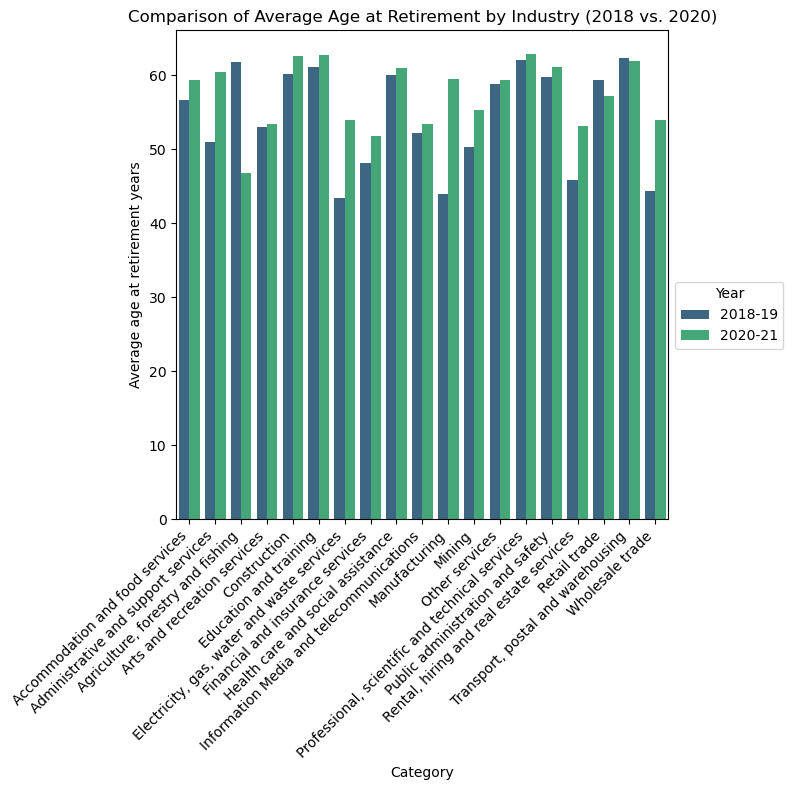 Comparison of Average Age at Retirement by Industry (2018 vs. 2020)
Average age at retirement years
60
50
40
30
20
10
0
Year
2018-19
2020-21
Accommodation and food services
Administrative and support services
Agriculture, forestry and fishing
Arts and recreation services
Construction
Education and training
Electricity, gas, water and waste services
Financial and insurance services
Health care and social assistance
Information Media and telecommunications
Manufacturing
Mining
Other services
Professional, scientific and technical services
Public administration and safety
Rental, hiring and real estate services
Retail trade
Transport, postal and warehousing
Wholesale trade
Category